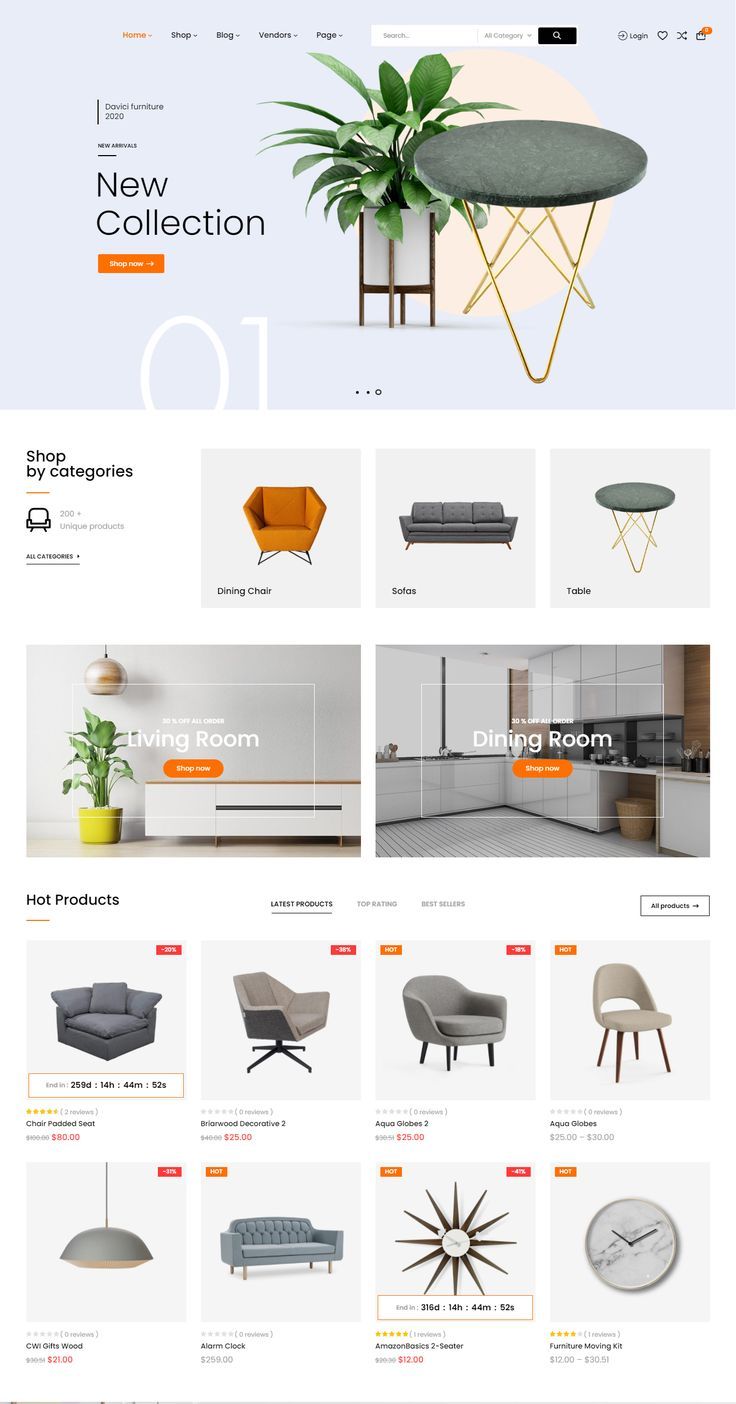 Home Shop Blog Vendors Page Search... All Category Login 0
Davici furniture
2020
NEW ARRIVALS
New
Collection
Shop now →
01
Shop
by categories
200 +
Unique products
ALL CATEGORIES
Dining Chair
Sofas
Table
30 % OFF ALL ORDER
Living Room
Shop now
30 % OFF ALL ORDER
Dining Room
Shop now
Hot Products
LATEST PRODUCTS TOP RATING BEST SELLERS
All products →
-20%
End in : 259d : 14h : 44m : 52s
( 2 reviews )
Chair Padded Seat
$100.00 $80.00
-38%
( 0 reviews )
Briarwood Decorative 2
$40.00 $25.00
HOT -18%
( 0 reviews )
Aqua Globes 2
$30.51 $25.00
HOT
( 0 reviews )
Aqua Globes
$25.00 – $30.00
-31%
( 0 reviews )
CWI Gifts Wood
$30.51 $21.00
HOT
( 0 reviews )
Alarm Clock
$259.00
HOT -41%
End in : 316d : 14h : 44m : 52s
( 1 reviews )
AmazonBasics 2-Seater
$20.30 $12.00
HOT
( 1 reviews )
Furniture Moving Kit
$12.00 – $30.51